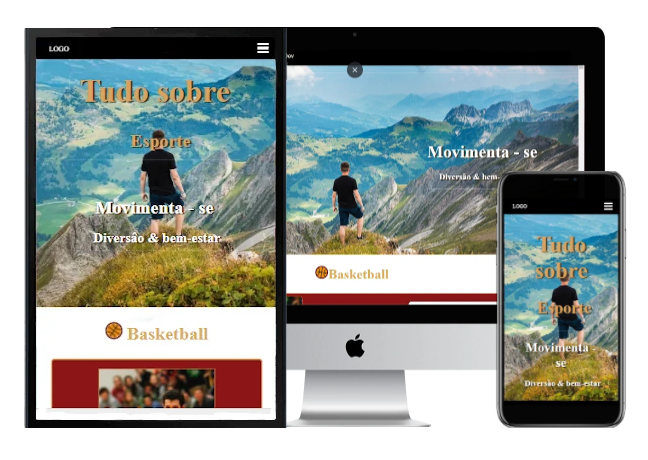 LOGO
Tudo sobre
Esporte
Movimenta - se
Diversão & bem-estar
Basketball
Movimenta - se
Diversão & bem-
Basketball
LOGO
Tudo
sobre
Esporte
Movimenta -
se
Diversão & bem-estar